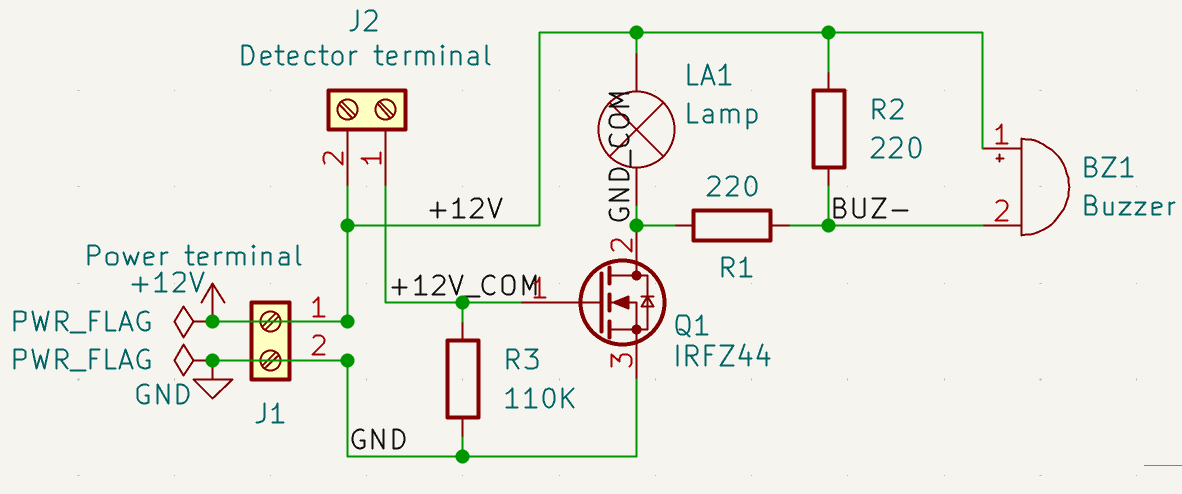 J2
Detector terminal
2
1
LA1
Lamp
GND_COM
R2
220
1
+
BZ1
Buzzer
2
220
R1
BUZ-
+12V
Power terminal
+12V
PWR_FLAG
PWR_FLAG
GND
1
2
J1
+12V_COM
1
2
3
Q1
IRFZ44
R3
110K
GND